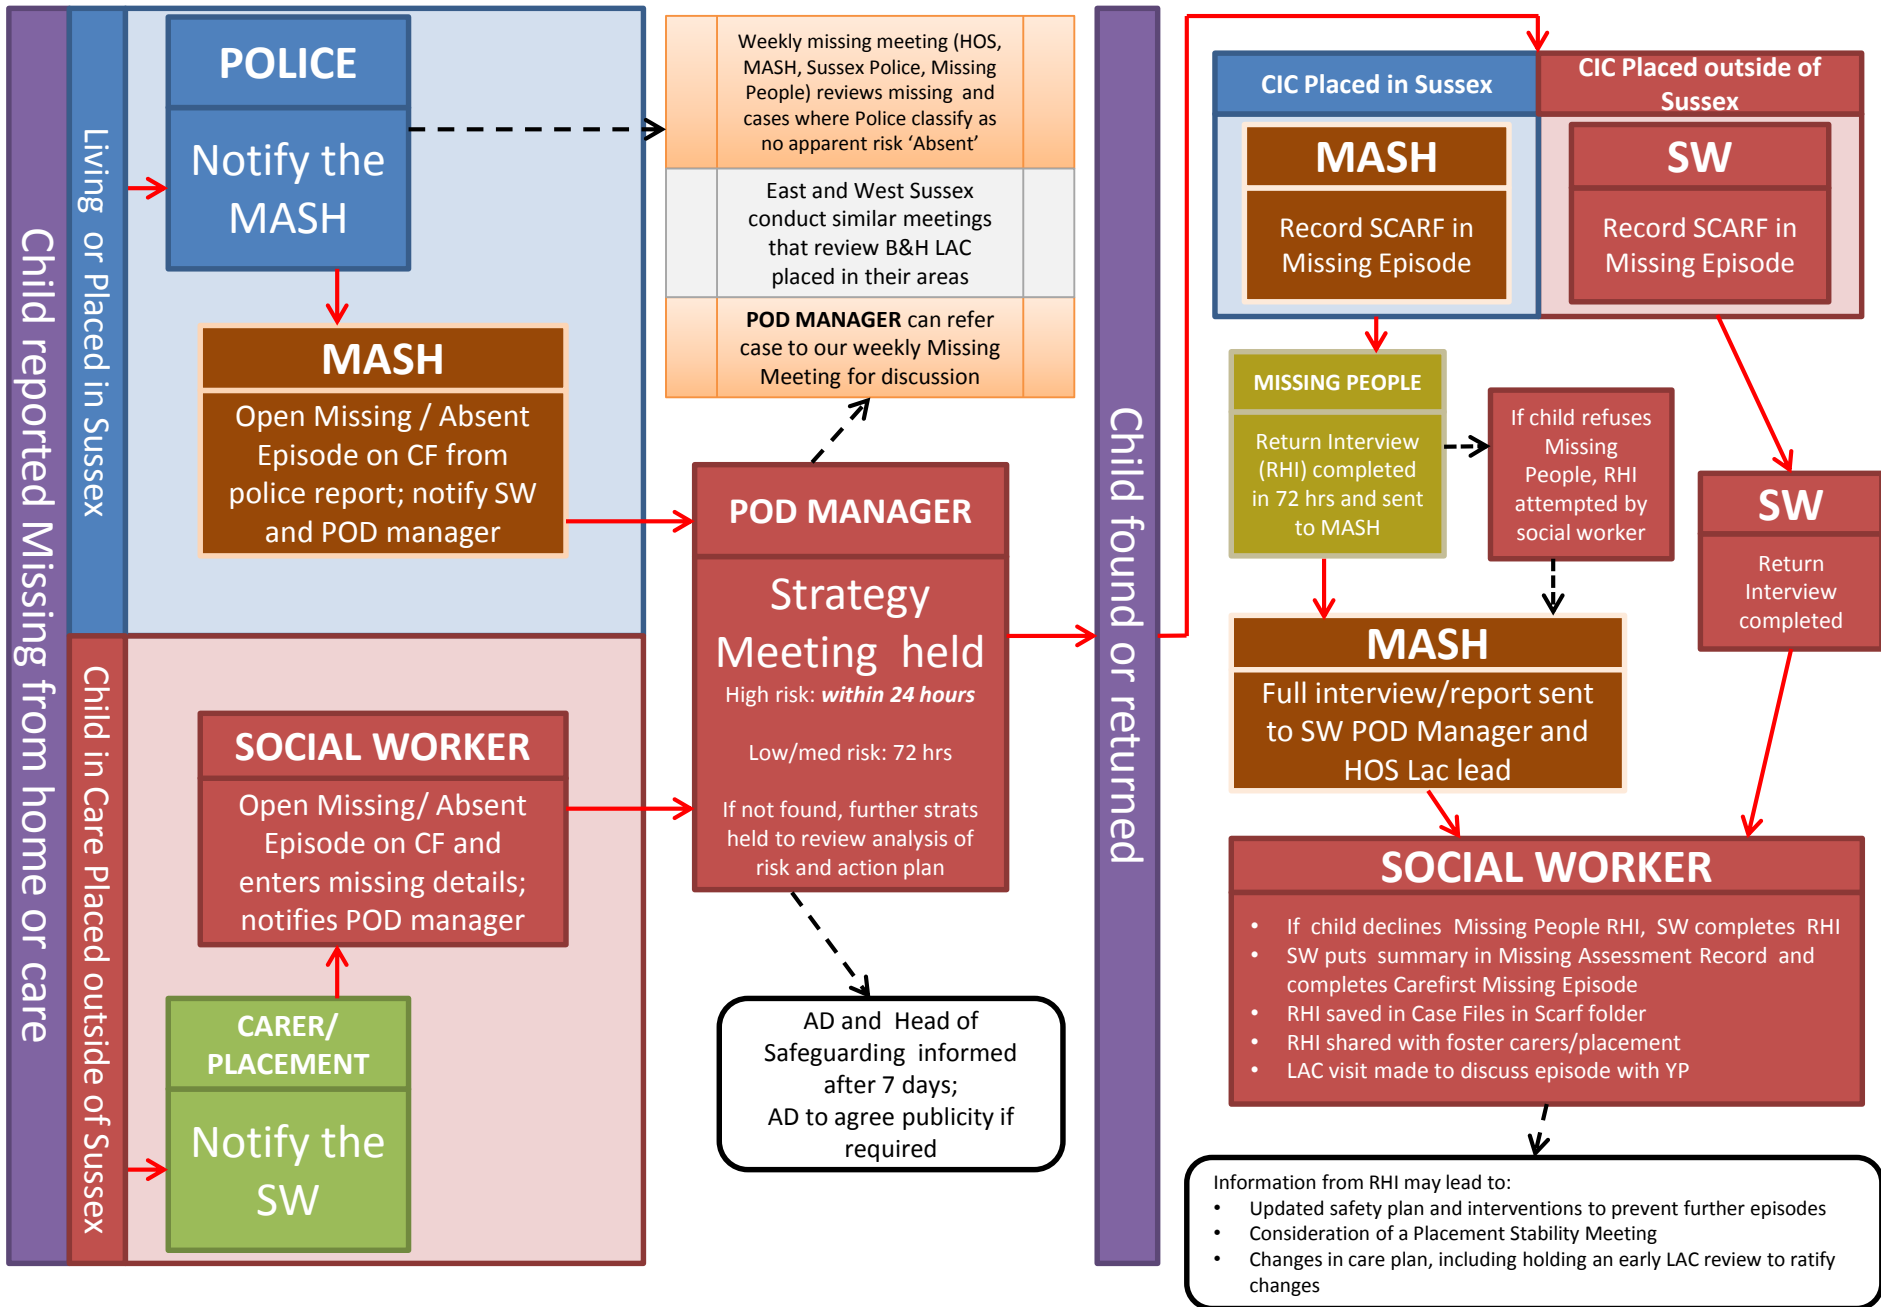 Child reported Missing from home or care
Living  or Placed in Sussex
POLICE
Notify the
MASH
MASH
Open Missing / Absent
Episode on CF from
police report; notify SW
and POD manager
Child in Care Placed outside of Sussex
SOCIAL WORKER
Open Missing/ Absent
Episode on CF and
enters missing details;
notifies POD manager
CARER/
PLACEMENT
Notify the
SW
Weekly missing meeting (HOS,
MASH, Sussex Police, Missing
People) reviews missing  and
cases where Police classify as
no apparent risk ‘Absent’
East and West Sussex
conduct similar meetings
that review B&H LAC
placed in their areas
POD MANAGER can refer
case to our weekly Missing
Meeting for discussion
POD MANAGER
Strategy
Meeting  held
High risk: within 24 hours
Low/med risk: 72 hrs
If not found, further strats
held to review analysis of
risk and action plan
AD and  Head of
Safeguarding  informed
after 7 days;
AD to agree publicity if
required
Child found or returned
CIC Placed in Sussex
MASH
Record SCARF in
Missing Episode
CIC Placed outside of
Sussex
SW
Record SCARF in
Missing Episode
MISSING PEOPLE
Return Interview
(RHI) completed
in 72 hrs and sent
to MASH
If child refuses
Missing
People, RHI
attempted by
social worker
SW
Return
Interview
completed
MASH
Full interview/report sent
to SW POD Manager and
HOS Lac lead
SOCIAL WORKER
• If  child declines  Missing People RHI,  SW completes  RHI
• SW puts  summary in Missing Assessment Record  and
completes Carefirst Missing Episode
• RHI saved in Case Files in Scarf folder
• RHI shared with foster carers/placement
• LAC visit made to discuss episode with YP
Information from RHI may lead to:
• Updated safety plan and interventions to prevent further episodes
• Consideration of a Placement Stability Meeting
• Changes in care plan, including holding an early LAC review to ratify
changes